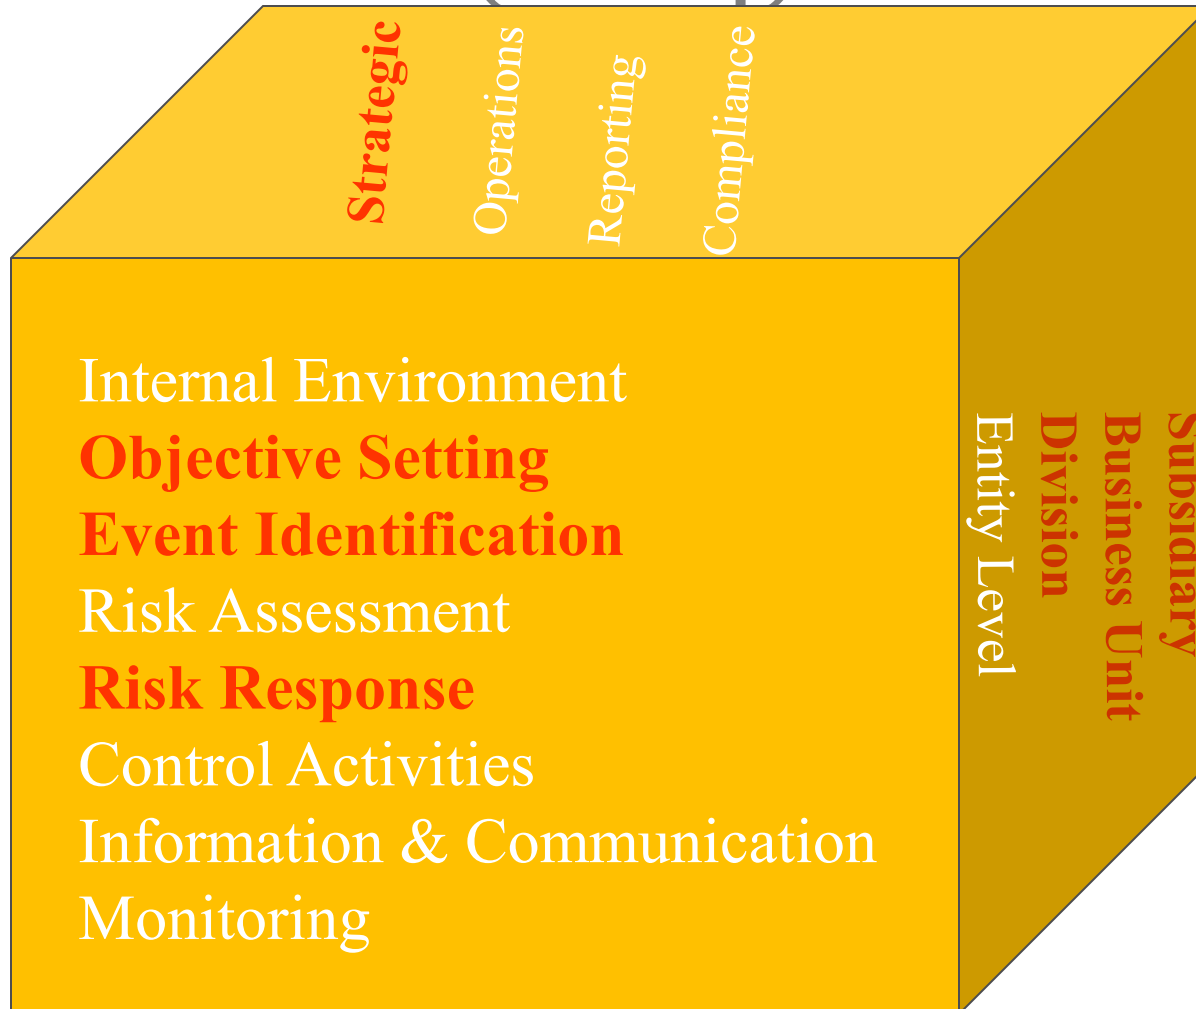 Strategic
Operations
Reporting
Compliance
Internal Environment
Objective Setting
Event Identification
Risk Assessment
Risk Response
Control Activities
Information & Communication
Monitoring
Entity Level
Division
Business Unit
Subsidiary